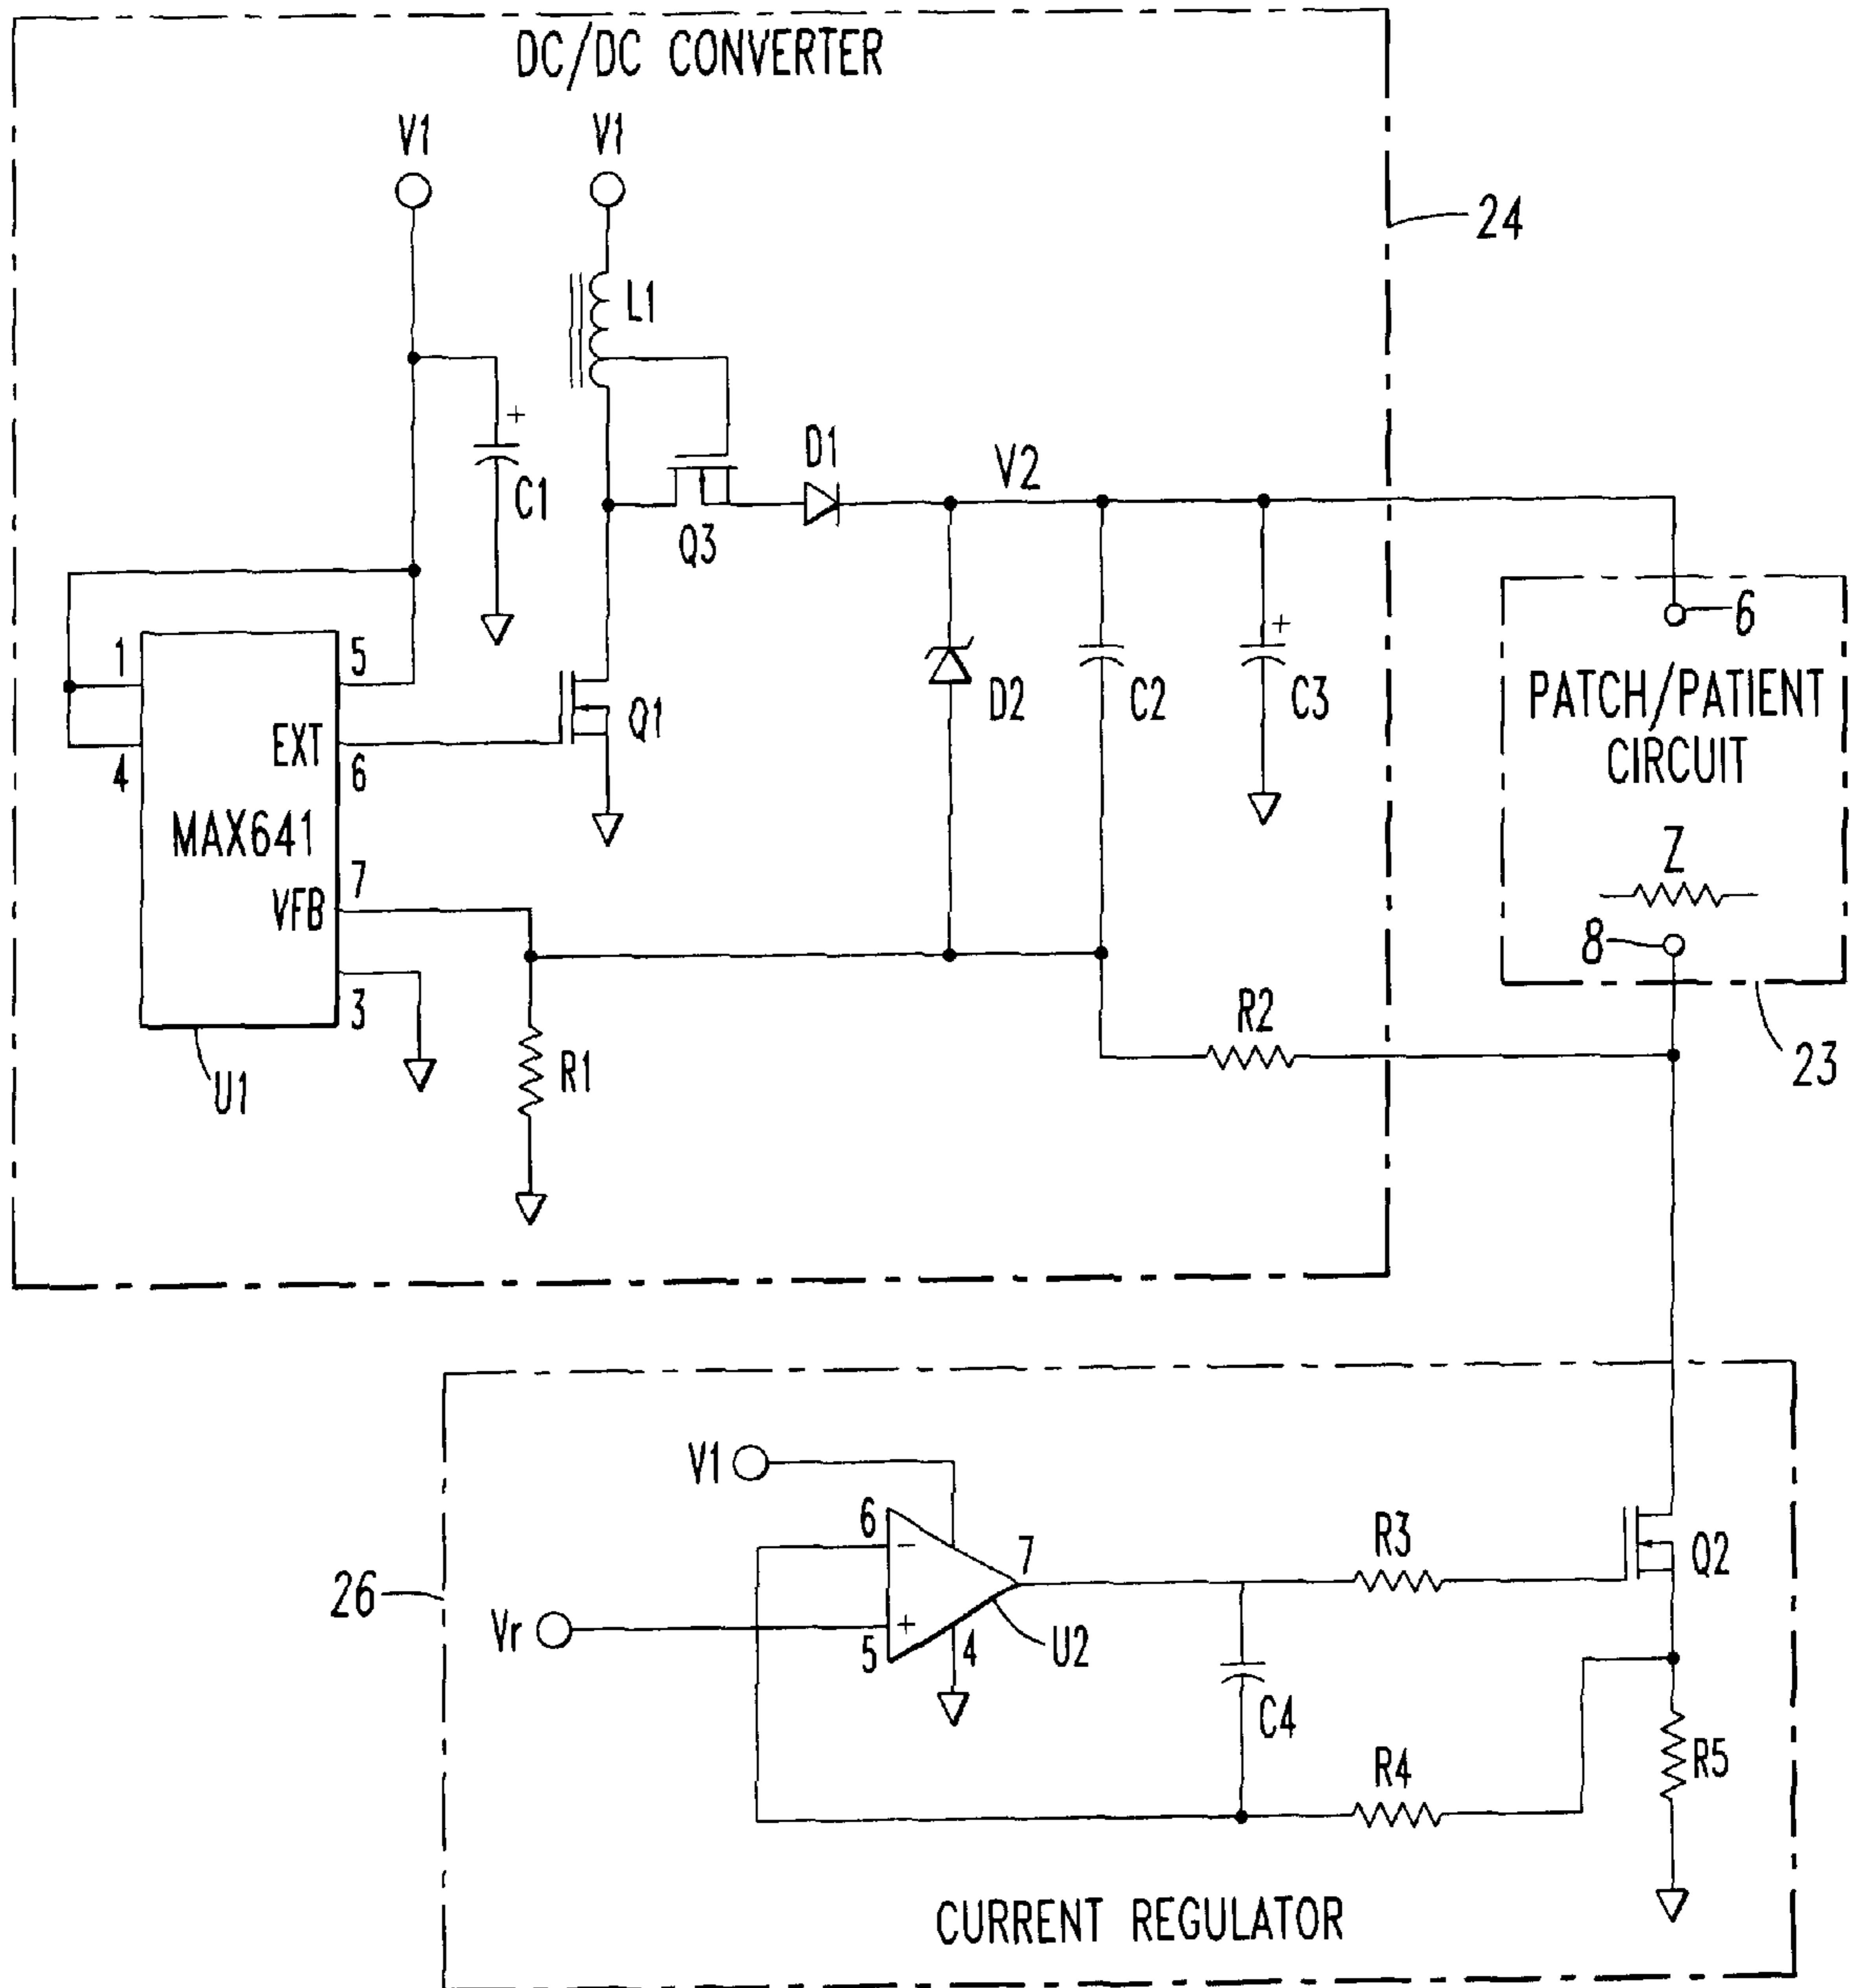 DC/DC CONVERTER
V1
V1
24
L1
+
C1
D1
V2
Q3
6
1
5
D2
C2
+
C3
PATCH/PATIENT
CIRCUIT
EXT
Q1
4
6
MAX641
7
Z
VFB
8
3
R2
U1
R1
23
V1
6
-
7
R3
Q2
26
Vr
+
5
4
U2
C4
R4
R5
CURRENT REGULATOR